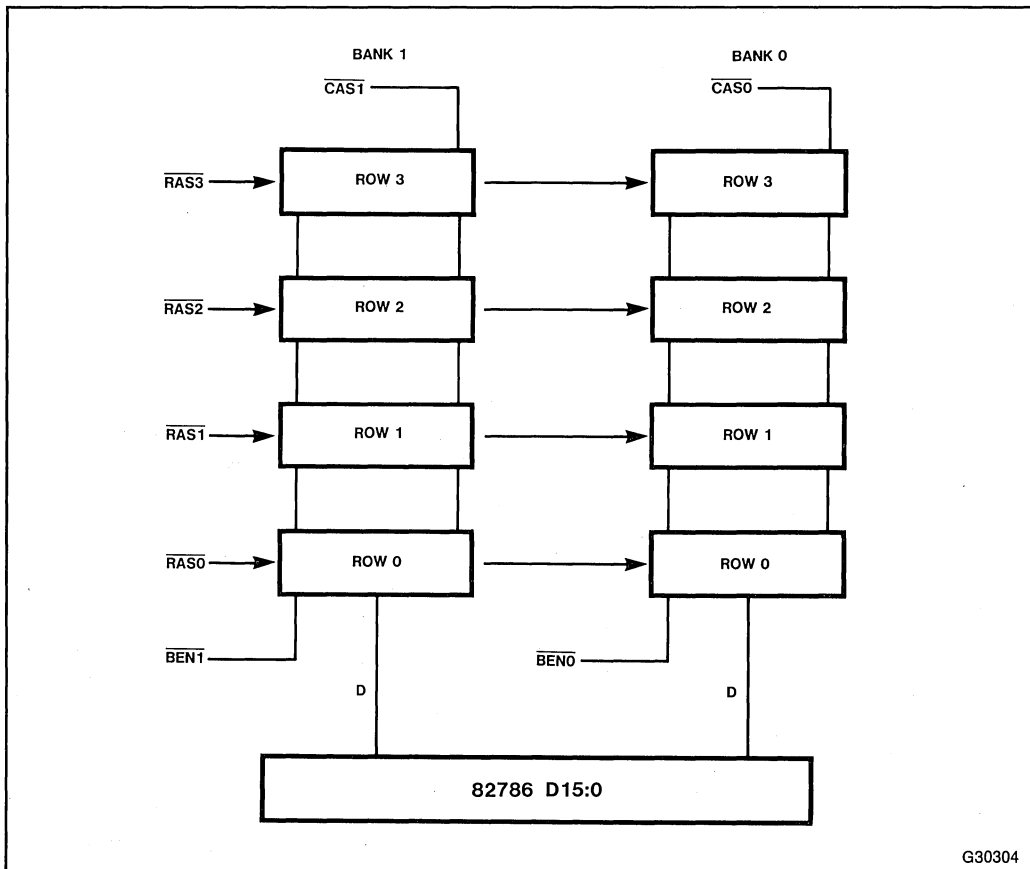 BANK 1 BANK 0
CAS1 CAS0
RAS3 ROW 3 ROW 3
RAS2 ROW 2 ROW 2
RAS1 ROW 1 ROW 1
RAS0 ROW 0 ROW 0
BEN1 BEN0
D D
82786 D15:0
G30304